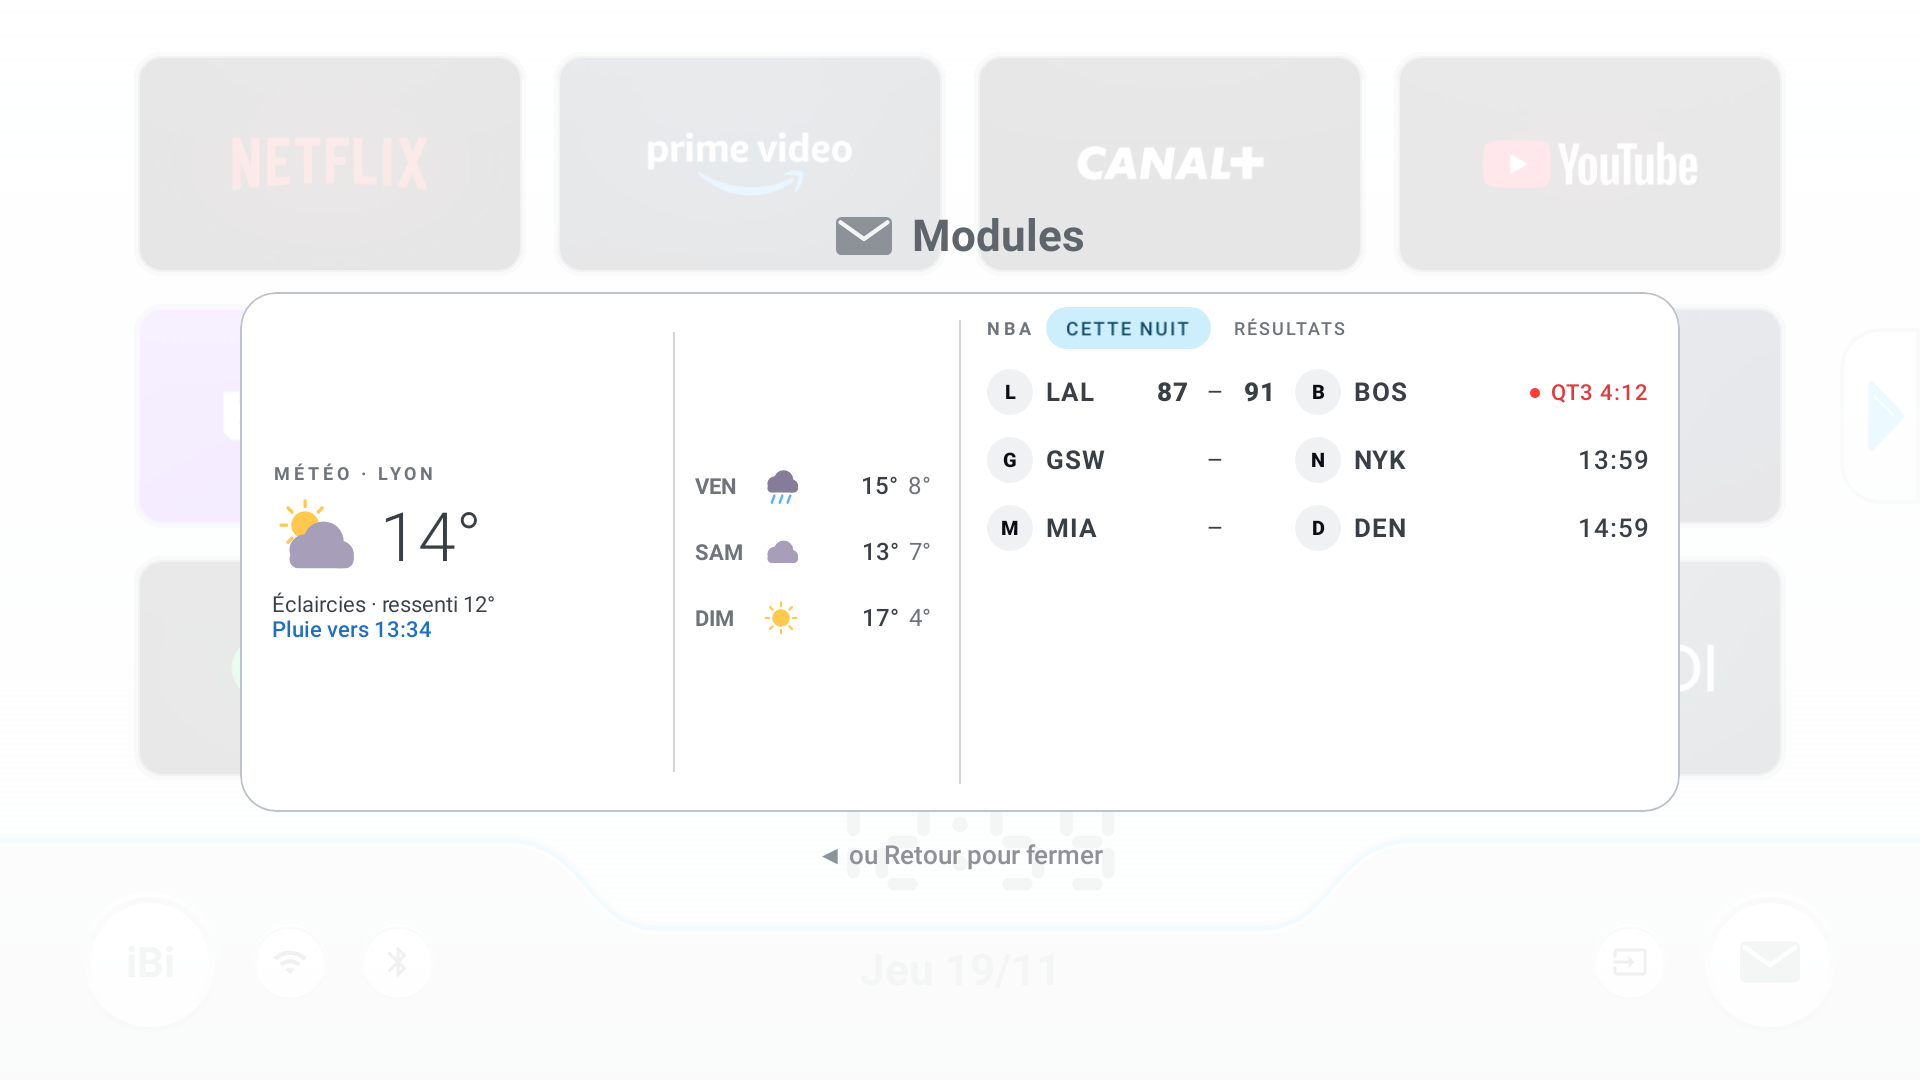 NETFLIX
prime video
CANAL+
YouTube
Modules
MÉTÉO · LYON
14°
Éclaircies · ressenti 12°
Pluie vers 13:34
VEN 15° 8°
SAM 13° 7°
DIM 17° 4°
NBA CETTE NUIT RÉSULTATS
L LAL 87 – 91 B BOS ● QT3 4:12
G GSW – N NYK 13:59
M MIA – D DEN 14:59
◄ ou Retour pour fermer
iBi
Jeu 19/11